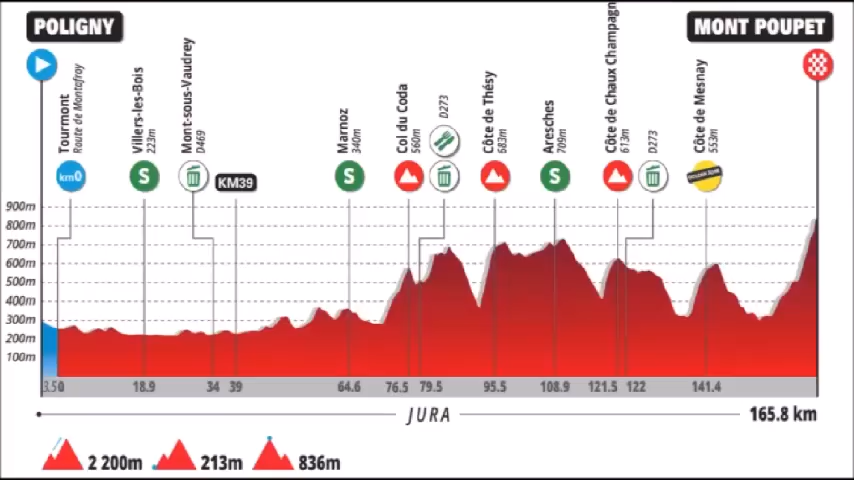 POLIGNY
MONT POUPET
Tourmont
Route de Montafroy
Villers-les-Bois
223m
Mont-sous-Vaudrey
D469
Marnoz
340m
Col du Coda
560m
D273
Côte de Thésy
683m
Aresches
709m
Côte de Chaux Champagn
613m
D273
Côte de Mesnay
553m
km0
S
KM39
S
S
900m
800m
700m
600m
500m
400m
300m
200m
100m
3.50 18.9 34 39 64.6 76.5 79.5 95.5 108.9 121.5 122 141.4
JURA
165.8 km
2 200m 213m 836m